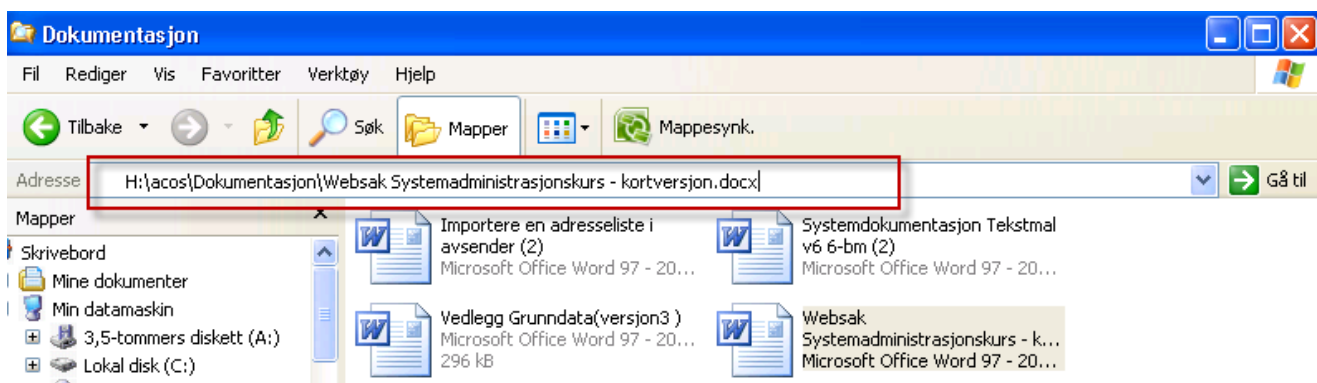 Dokumentasjon
Fil Rediger Vis Favoritter Verktøy Hjelp
Tilbake Søk Mapper Mappesynk.
Adresse H:\acos\Dokumentasjon\Websak Systemadministrasjonskurs - kortversjon.docx Gå til
Mapper x
Skrivebord
Mine dokumenter
Min datamaskin
3,5-tommers diskett (A:)
Lokal disk (C:)
Importere en adresseliste i
avsender (2)
Microsoft Office Word 97 - 20...
Systemdokumentasjon Tekstmal
v6 6-bm (2)
Microsoft Office Word 97 - 20...
Vedlegg Grunndata(versjon3 )
Microsoft Office Word 97 - 20...
296 kB
Websak
Systemadministrasjonskurs - k...
Microsoft Office Word 97 - 20...